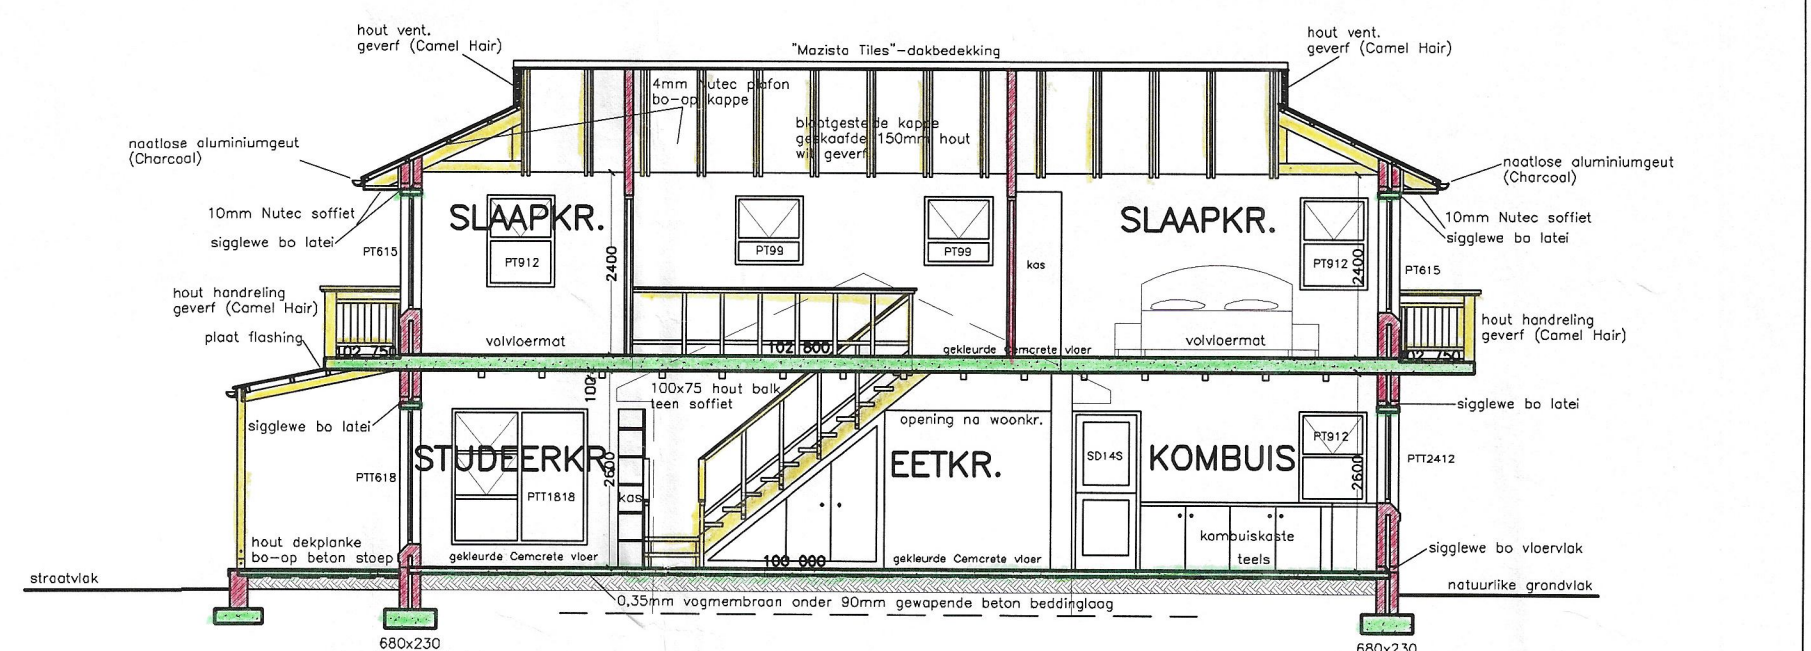 hout vent.
geverf (Camel Hair)
"Mazista Tiles"-dakbedekking
hout vent.
geverf (Camel Hair)
4mm Nutec plafon
bo-op kappe
blootgestelde kappe
geskaafde 150mm hout
wit geverf
naatlose aluminiumgeut
(Charcoal)
naatlose aluminiumgeut
(Charcoal)
10mm Nutec soffiet
sigglewe bo latei
10mm Nutec soffiet
sigglewe bo latei
SLAAPKR.
SLAAPKR.
PT615
PT912
2400
PT99
PT99
kas
PT912
2400
PT615
hout handreling
geverf (Camel Hair)
plaat flashing
hout handreling
geverf (Camel Hair)
102 750
volvloermat
102 800
gekleurde Cemcrete vloer
volvloermat
102 750
100
100x75 hout balk
teen soffiet
sigglewe bo latei
sigglewe bo latei
opening na woonkr.
STUDEERKR.
EETKR.
KOMBUIS
PTT618
PTT1818
2600
kas
SD14S
PT912
2600
PTT2412
kombuiskaste
teels
hout dekplanke
bo-op beton stoep
gekleurde Cemcrete vloer
100 000
gekleurde Cemcrete vloer
sigglewe bo vloervlak
straatvlak
natuurlike grondvlak
0,35mm vogmembraan onder 90mm gewapende beton beddinglaag
680x230
680x230